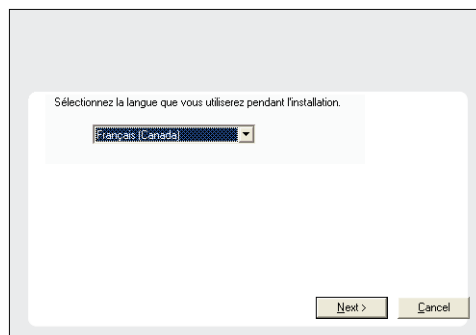 Sélectionnez la langue que vous utiliserez pendant l'installation.
Français (Canada)
Next >
Cancel